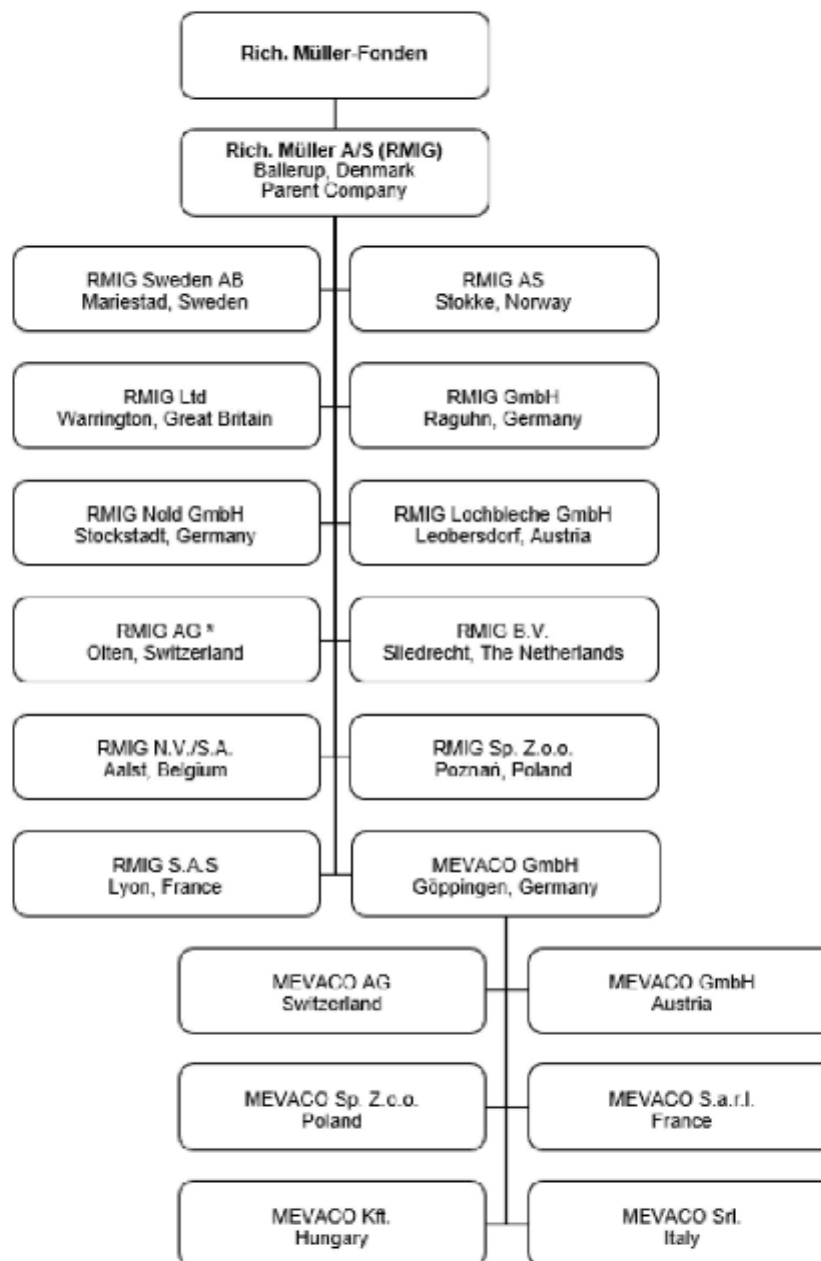 Rich. Müller-Fonden
Rich. Müller A/S (RMIG)
Ballerup, Denmark
Parent Company
RMIG Sweden AB
Mariestad, Sweden
RMIG AS
Stokke, Norway
RMIG Ltd
Warrington, Great Britain
RMIG GmbH
Raguhn, Germany
RMIG Nold GmbH
Stockstadt, Germany
RMIG Lochbleche GmbH
Leobersdorf, Austria
RMIG AG *
Olten, Switzerland
RMIG B.V.
Sliedrecht, The Netherlands
RMIG N.V./S.A.
Aalst, Belgium
RMIG Sp. Z.o.o.
Poznań, Poland
RMIG S.A.S
Lyon, France
MEVACO GmbH
Göppingen, Germany
MEVACO AG
Switzerland
MEVACO GmbH
Austria
MEVACO Sp. Z.o.o.
Poland
MEVACO S.a.r.l.
France
MEVACO Kft.
Hungary
MEVACO Srl.
Italy